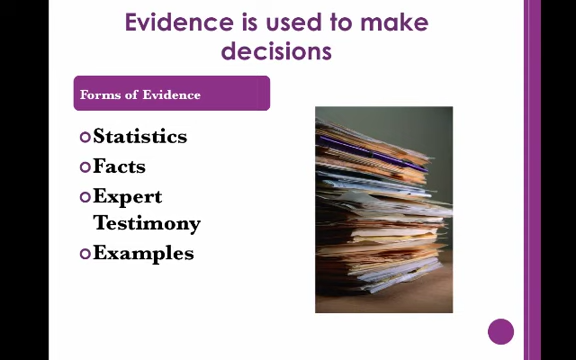 Evidence is used to make
decisions
Forms of Evidence
Statistics
Facts
Expert
Testimony
Examples